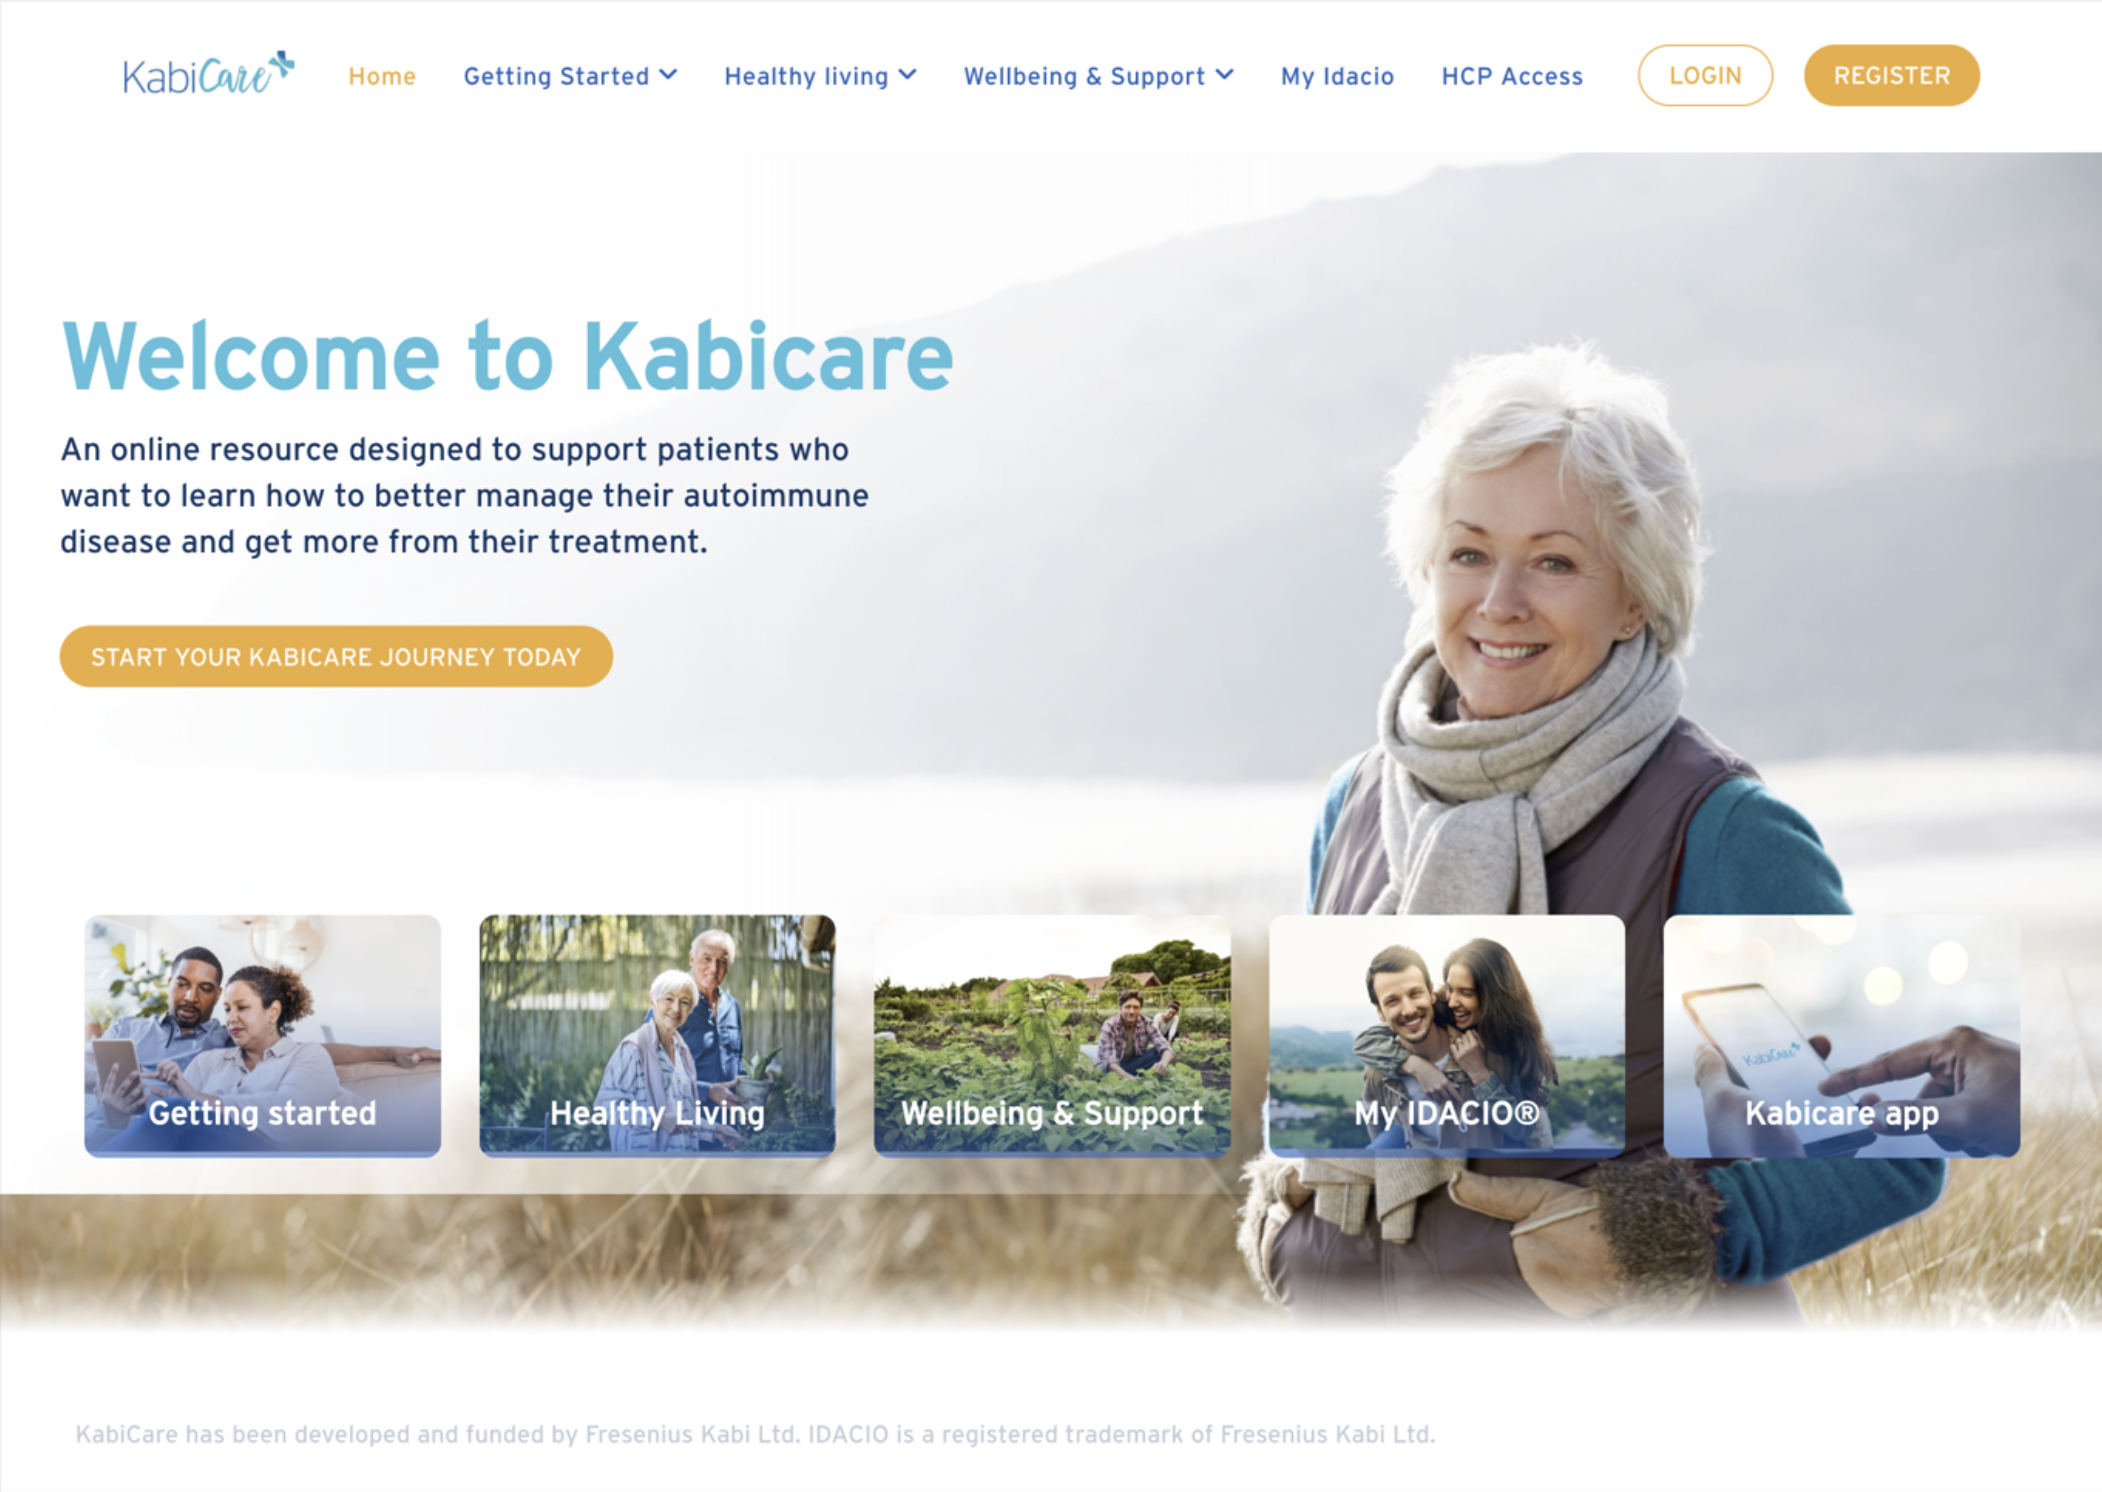 KabiCare
Home
Getting Started
Healthy living
Wellbeing & Support
My Idacio
HCP Access
LOGIN
REGISTER
Welcome to Kabicare
An online resource designed to support patients who
want to learn how to better manage their autoimmune
disease and get more from their treatment.
START YOUR KABICARE JOURNEY TODAY
Getting started
Healthy Living
Wellbeing & Support
My IDACIO®
KabiCare
Kabicare app
KabiCare has been developed and funded by Fresenius Kabi Ltd. IDACIO is a registered trademark of Fresenius Kabi Ltd.